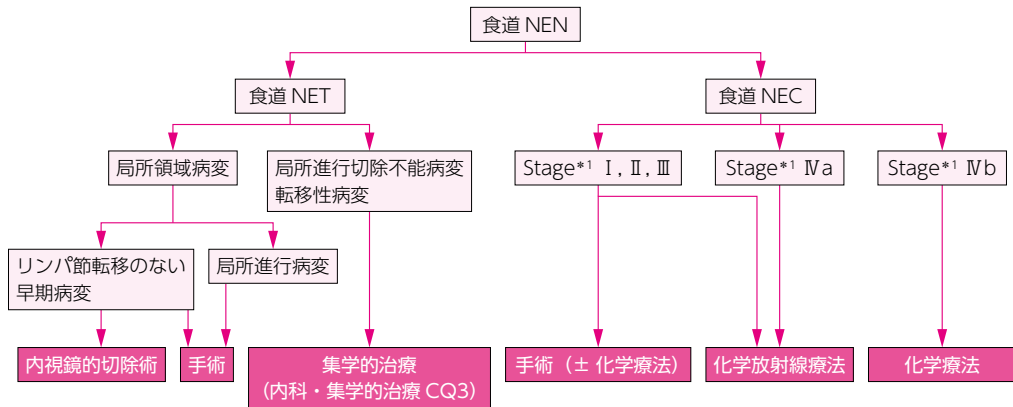 食道 NEN
食道 NET
食道 NEC
局所領域病変
局所進行切除不能病変
転移性病変
Stage*1 Ⅰ, Ⅱ, Ⅲ
Stage*1 Ⅳa
Stage*1 Ⅳb
リンパ節転移のない
早期病変
局所進行病変
内視鏡的切除術
手術
集学的治療
（内科・集学的治療 CQ3）
手術（± 化学療法）
化学放射線療法
化学療法